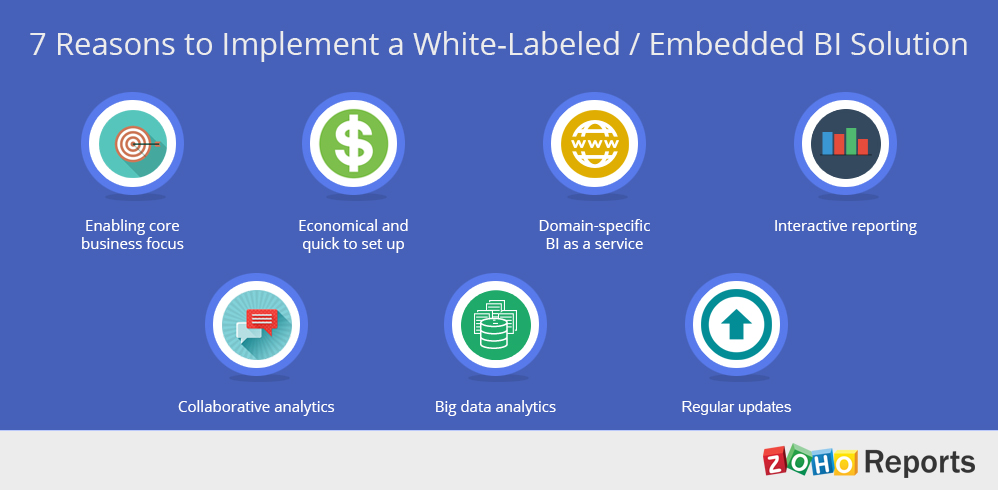 7 Reasons to Implement a White-Labeled / Embedded BI Solution
Enabling core
business focus
Economical and
quick to set up
WWW
Domain-specific
BI as a service
Interactive reporting
Collaborative analytics
Big data analytics
Regular updates
ZOHO Reports